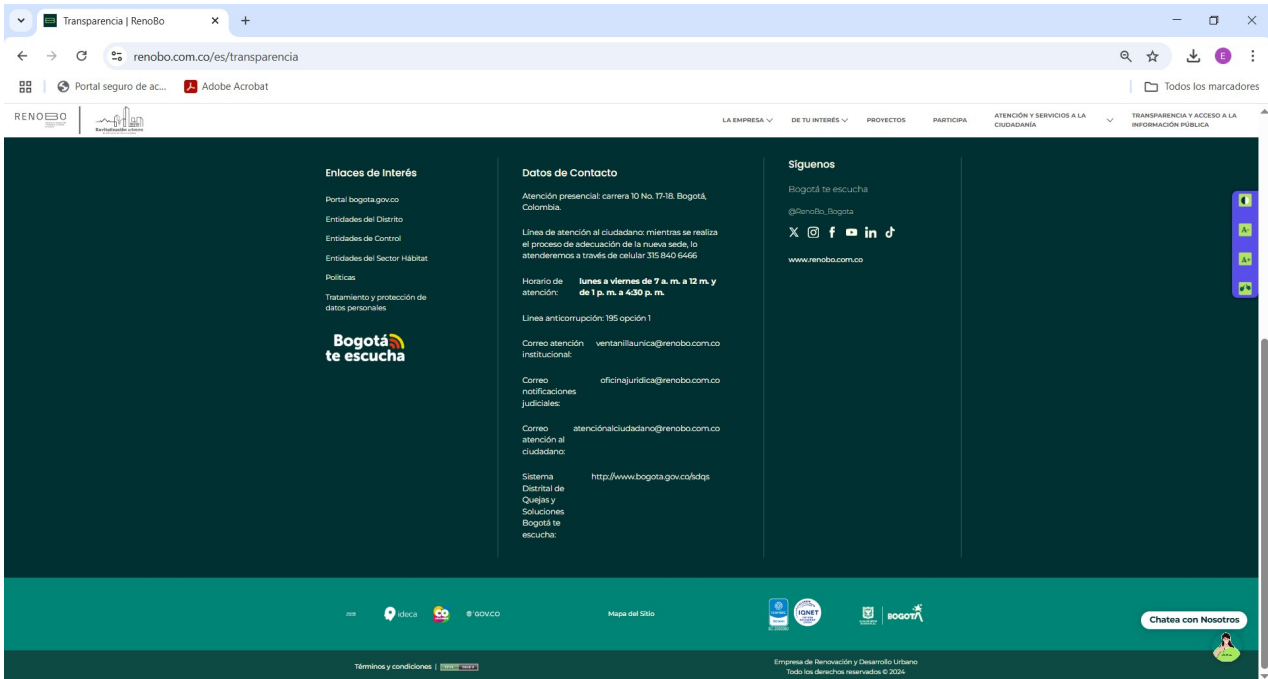 Transparencia | RenoBo
renobo.com.co/es/transparencia
E
Portal seguro de ac...
Adobe Acrobat
Todos los marcadores
RENOBO
Revitalización urbana
LA EMPRESA
DE TU INTERÉS
PROYECTOS
PARTICIPA
ATENCIÓN Y SERVICIOS A LA
CIUDADANÍA
TRANSPARENCIA Y ACCESO A LA
INFORMACIÓN PÚBLICA
Enlaces de Interés
Portal bogota.gov.co
Entidades del Distrito
Entidades de Control
Entidades del Sector Hábitat
Políticas
Tratamiento y protección de
datos personales
Bogotá
te escucha
Datos de Contacto
Atención presencial: carrera 10 No. 17-18. Bogotá,
Colombia.
Línea de atención al ciudadano: mientras se realiza
el proceso de adecuación de la nueva sede, lo
atenderemos a través de celular 315 840 6466
Horario de lunes a viernes de 7 a. m. a 12 m. y
atención: de 1 p. m. a 4:30 p. m.
Linea anticorrupción: 195 opción 1
Correo atención ventanillaunica@renobo.com.co
institucional:
Correo oficinajuridica@renobo.com.co
notificaciones
judiciales:
Correo atenciónalciudadano@renobo.com.co
atención al
ciudadano:
Sistema http://www.bogota.gov.co/sdqs
Distrital de
Quejas y
Soluciones
Bogotá te
escucha:
Síguenos
Bogotá te escucha
@RenoBo_Bogota
www.renobo.com.co
A-
A+
ideca
CO
GOV.CO
Mapa del Sitio
IQNET
BOGOTÁ
Chatea con Nosotros
Términos y condiciones |
Empresa de Renovación y Desarrollo Urbano
Todo los derechos reservados © 2024